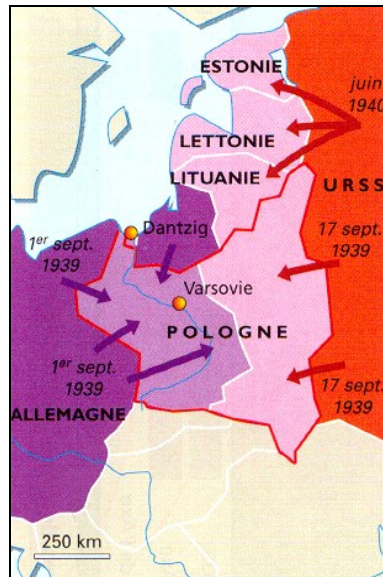 ESTONIE
juin
1940
LETTONIE
LITUANIE
URSS
1er sept.
1939
Dantzig
17 sept.
1939
Varsovie
POLOGNE
1er sept.
1939
17 sept.
1939
ALLEMAGNE
250 km